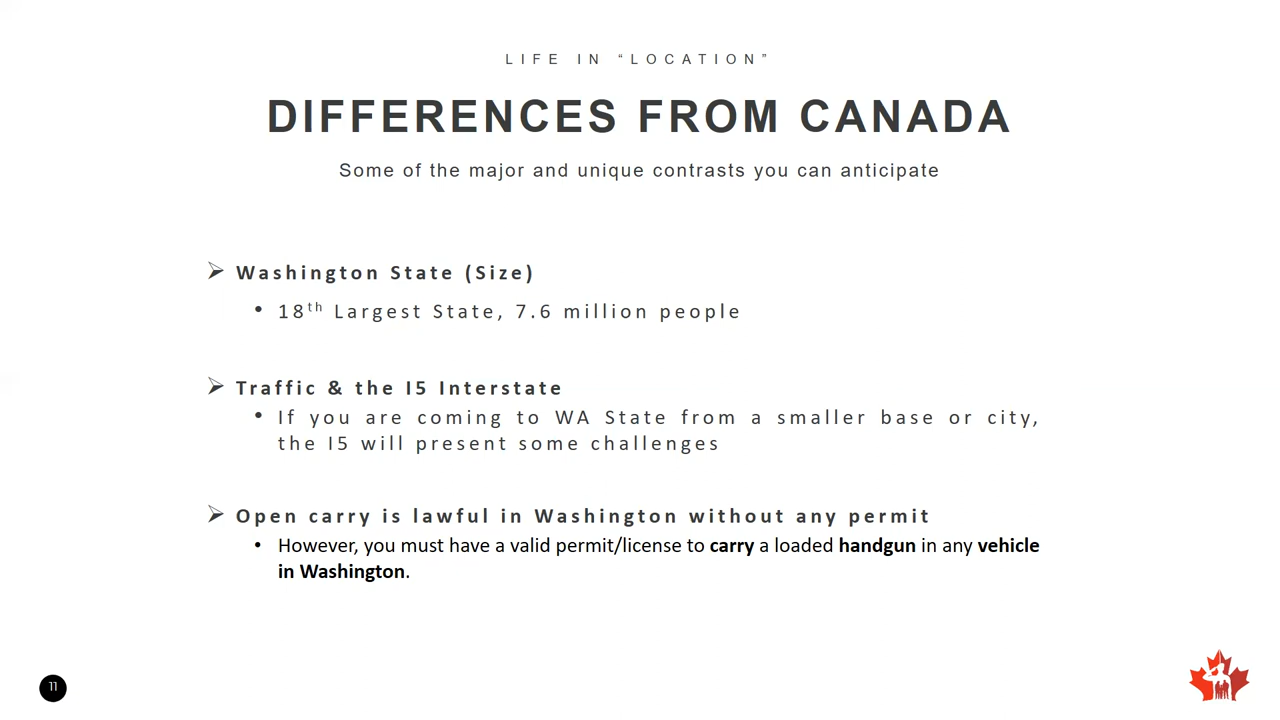 LIFE IN “LOCATION”
DIFFERENCES FROM CANADA
Some of the major and unique contrasts you can anticipate
➢ Washington State (Size)
• 18th Largest State, 7.6 million people
➢ Traffic & the I5 Interstate
• If you are coming to WA State from a smaller base or city,
the I5 will present some challenges
➢ Open carry is lawful in Washington without any permit
• However, you must have a valid permit/license to carry a loaded handgun in any vehicle
in Washington.
11